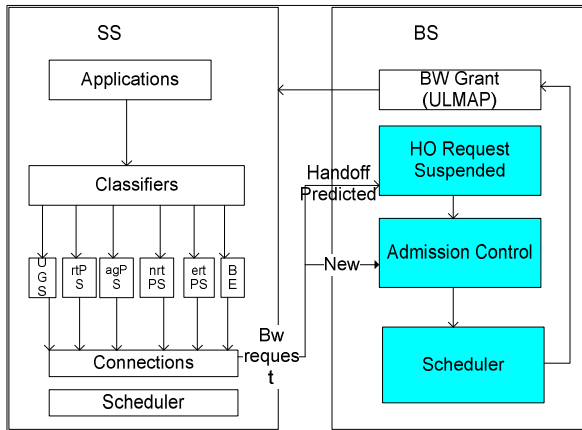 SS
Applications
Classifiers
U
G
S
rtP
S
agP
S
nrt
PS
ert
PS
B
E
Connections
Scheduler
Bw
reques
t
Handoff
Predicted
New
BS
BW Grant
(ULMAP)
HO Request
Suspended
Admission Control
Scheduler